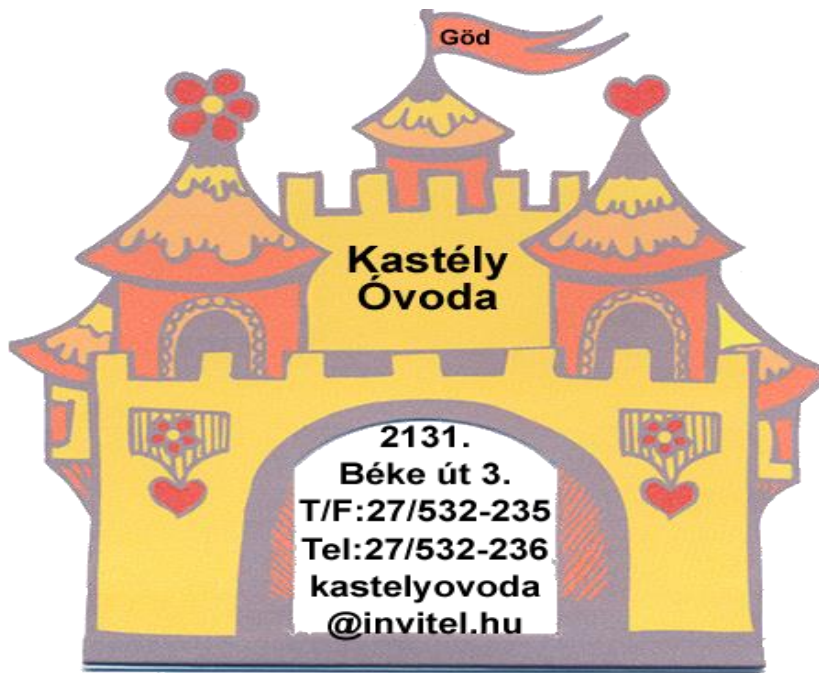 Göd
Kastély
Óvoda
2131.
Béke út 3.
T/F:27/532-235
Tel:27/532-236
kastelyovoda
@invitel.hu